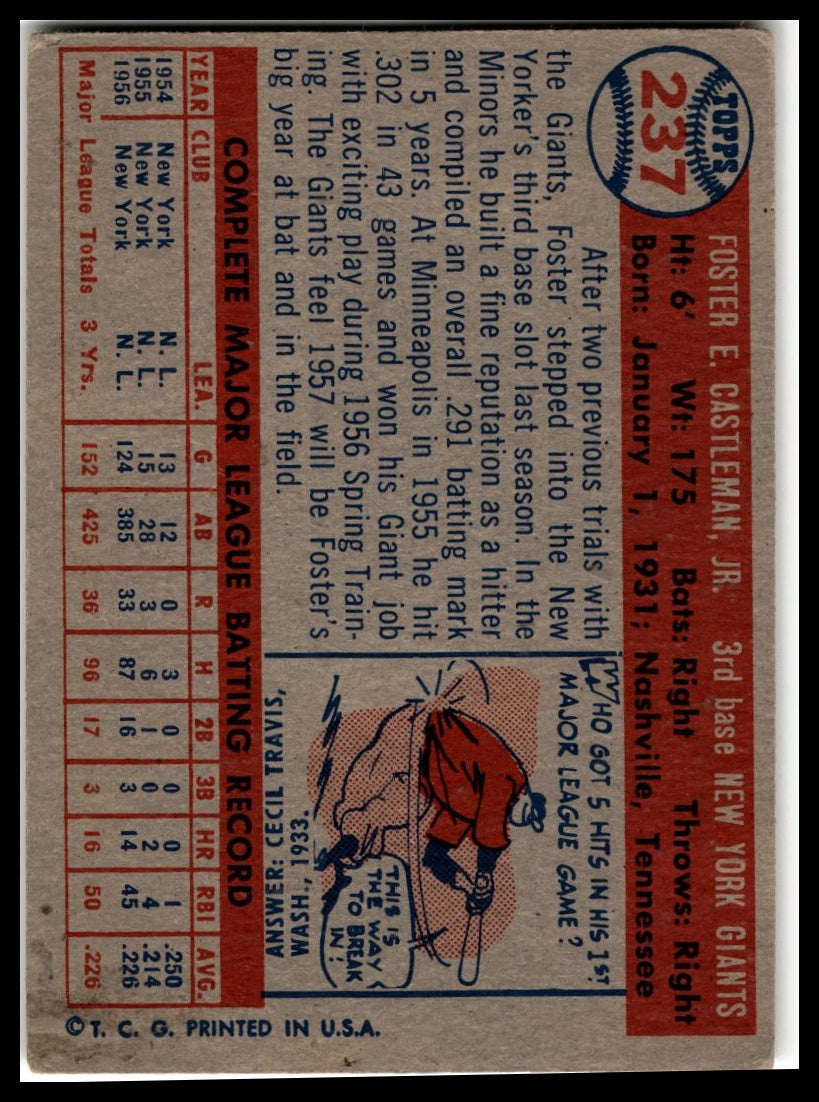 TOPPS
237
FOSTER E. CASTLEMAN, JR. 3rd base NEW YORK GIANTS
Ht: 6' Wt: 175 Bats: Right Throws: Right
Born: January 1, 1931; Nashville, Tennessee
After two previous trials with
the Giants, Foster stepped into the New
Yorker's third base slot last season. In the
Minors he built a fine reputation as a hitter
and compiled an overall .291 batting mark
in 5 years. At Minneapolis in 1955 he hit
.302 in 43 games and won his Giant job
with exciting play during 1956 Spring Train-
ing. The Giants feel 1957 will be Foster's
big year at bat and in the field.
WHO GOT 5 HITS IN HIS 1ST
MAJOR LEAGUE GAME?
THIS IS
THE WAY
TO BREAK
IN!
ANSWER: CECIL TRAVIS,
WASH., 1933.
COMPLETE MAJOR LEAGUE BATTING RECORD
YEAR CLUB LEA. G AB R H 2B 3B HR RBI AVG.
1954 New York N. L. 13 12 0 3 0 0 0 1 .250
1955 New York N. L. 15 28 3 6 1 0 2 4 .214
1956 New York N. L. 124 385 33 87 16 3 14 45 .226
Major League Totals 3 Yrs. 152 425 36 96 17 3 16 50 .226
© T. C. G. PRINTED IN U.S.A.